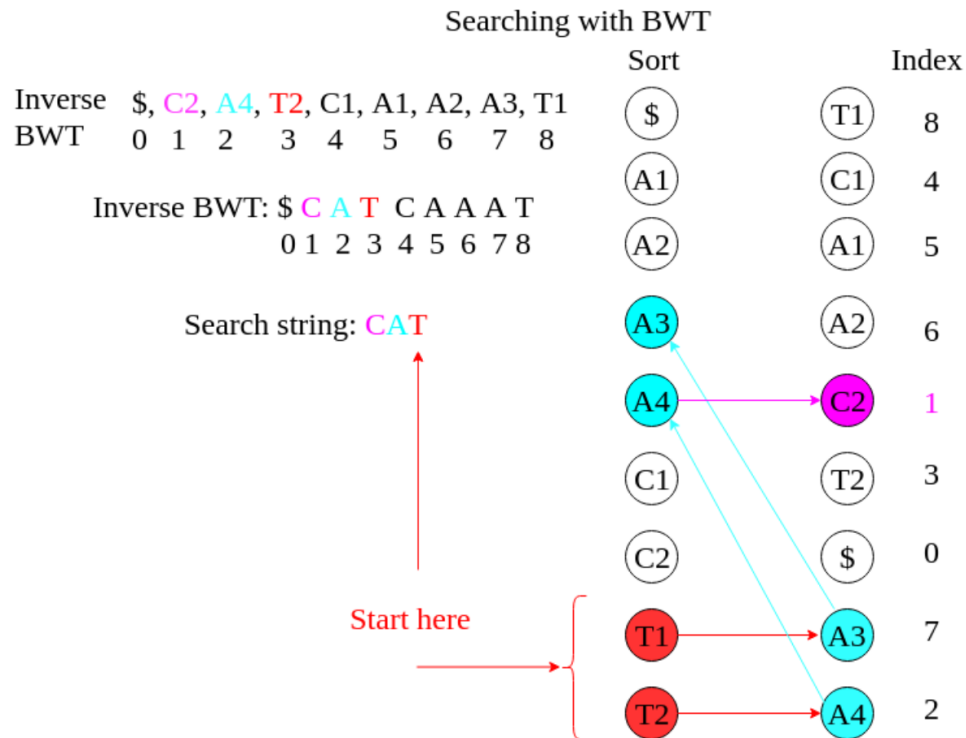 Searching with BWT
Sort Index
Inverse BWT $, C2, A4, T2, C1, A1, A2, A3, T1
0 1 2 3 4 5 6 7 8
Inverse BWT: $ C A T C A A A T
0 1 2 3 4 5 6 7 8
Search string: CAT
Start here
$ T1 8
A1 C1 4
A2 A1 5
A3 A2 6
A4 C2 1
C1 T2 3
C2 $ 0
T1 A3 7
T2 A4 2